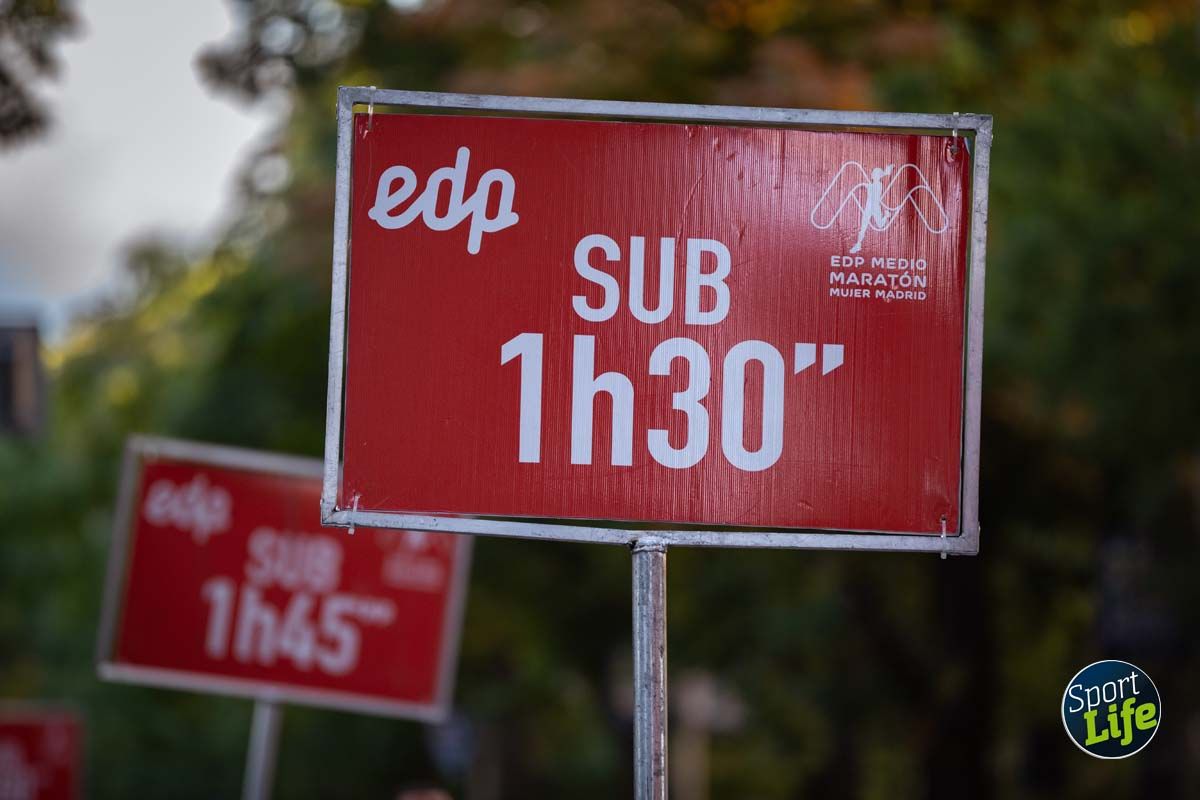 edp
SUB
1h30”
EDP MEDIO
MARATÓN
MUJER MADRID
edp
SUB
1h45”
Sport
Life